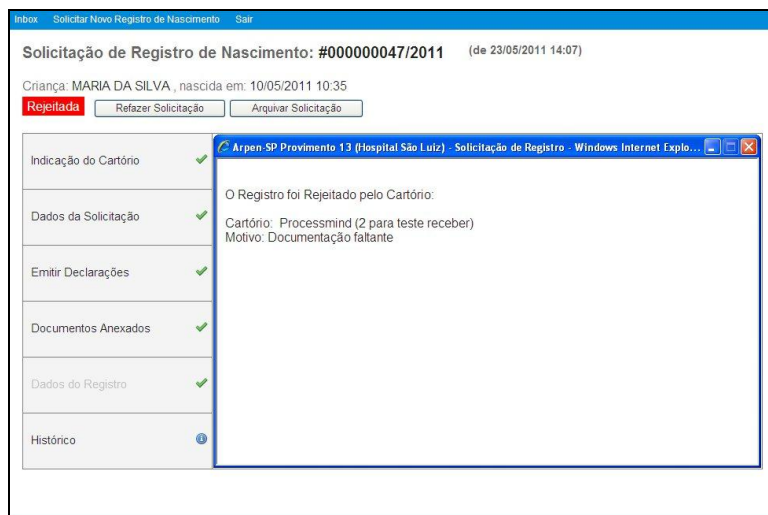 Inbox Solicitar Novo Registro de Nascimento Sair
Solicitação de Registro de Nascimento: #000000047/2011 (de 23/05/2011 14:07)
Criança: MARIA DA SILVA , nascida em: 10/05/2011 10:35
Rejeitada Refazer Solicitação Arquivar Solicitação
Arpen-SP Provimento 13 (Hospital São Luiz) - Solicitação de Registro - Windows Internet Explo...
Indicação do Cartório
Dados da Solicitação
Emitir Declarações
Documentos Anexados
Dados do Registro
Histórico
O Registro foi Rejeitado pelo Cartório:
Cartório: Processmind (2 para teste receber)
Motivo: Documentação faltante